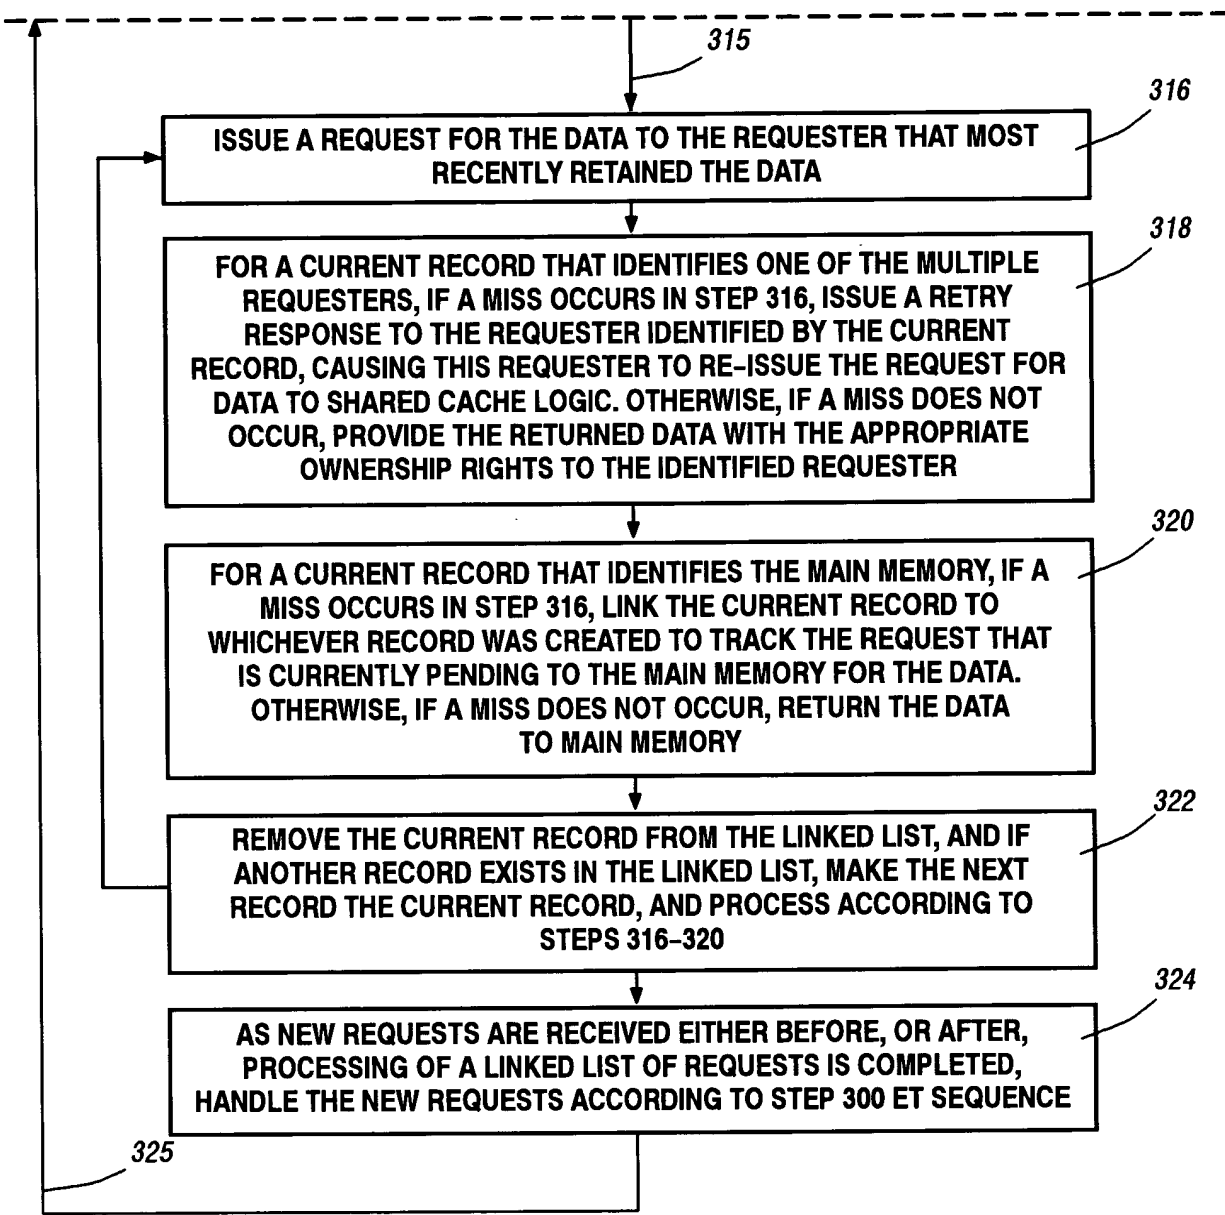 315
316
ISSUE A REQUEST FOR THE DATA TO THE REQUESTER THAT MOST
RECENTLY RETAINED THE DATA
318
FOR A CURRENT RECORD THAT IDENTIFIES ONE OF THE MULTIPLE
REQUESTERS, IF A MISS OCCURS IN STEP 316, ISSUE A RETRY
RESPONSE TO THE REQUESTER IDENTIFIED BY THE CURRENT
RECORD, CAUSING THIS REQUESTER TO RE-ISSUE THE REQUEST FOR
DATA TO SHARED CACHE LOGIC. OTHERWISE, IF A MISS DOES NOT
OCCUR, PROVIDE THE RETURNED DATA WITH THE APPROPRIATE
OWNERSHIP RIGHTS TO THE IDENTIFIED REQUESTER
320
FOR A CURRENT RECORD THAT IDENTIFIES THE MAIN MEMORY, IF A
MISS OCCURS IN STEP 316, LINK THE CURRENT RECORD TO
WHICHEVER RECORD WAS CREATED TO TRACK THE REQUEST THAT
IS CURRENTLY PENDING TO THE MAIN MEMORY FOR THE DATA.
OTHERWISE, IF A MISS DOES NOT OCCUR, RETURN THE DATA
TO MAIN MEMORY
322
REMOVE THE CURRENT RECORD FROM THE LINKED LIST, AND IF
ANOTHER RECORD EXISTS IN THE LINKED LIST, MAKE THE NEXT
RECORD THE CURRENT RECORD, AND PROCESS ACCORDING TO
STEPS 316-320
324
AS NEW REQUESTS ARE RECEIVED EITHER BEFORE, OR AFTER,
PROCESSING OF A LINKED LIST OF REQUESTS IS COMPLETED,
HANDLE THE NEW REQUESTS ACCORDING TO STEP 300 ET SEQUENCE
325